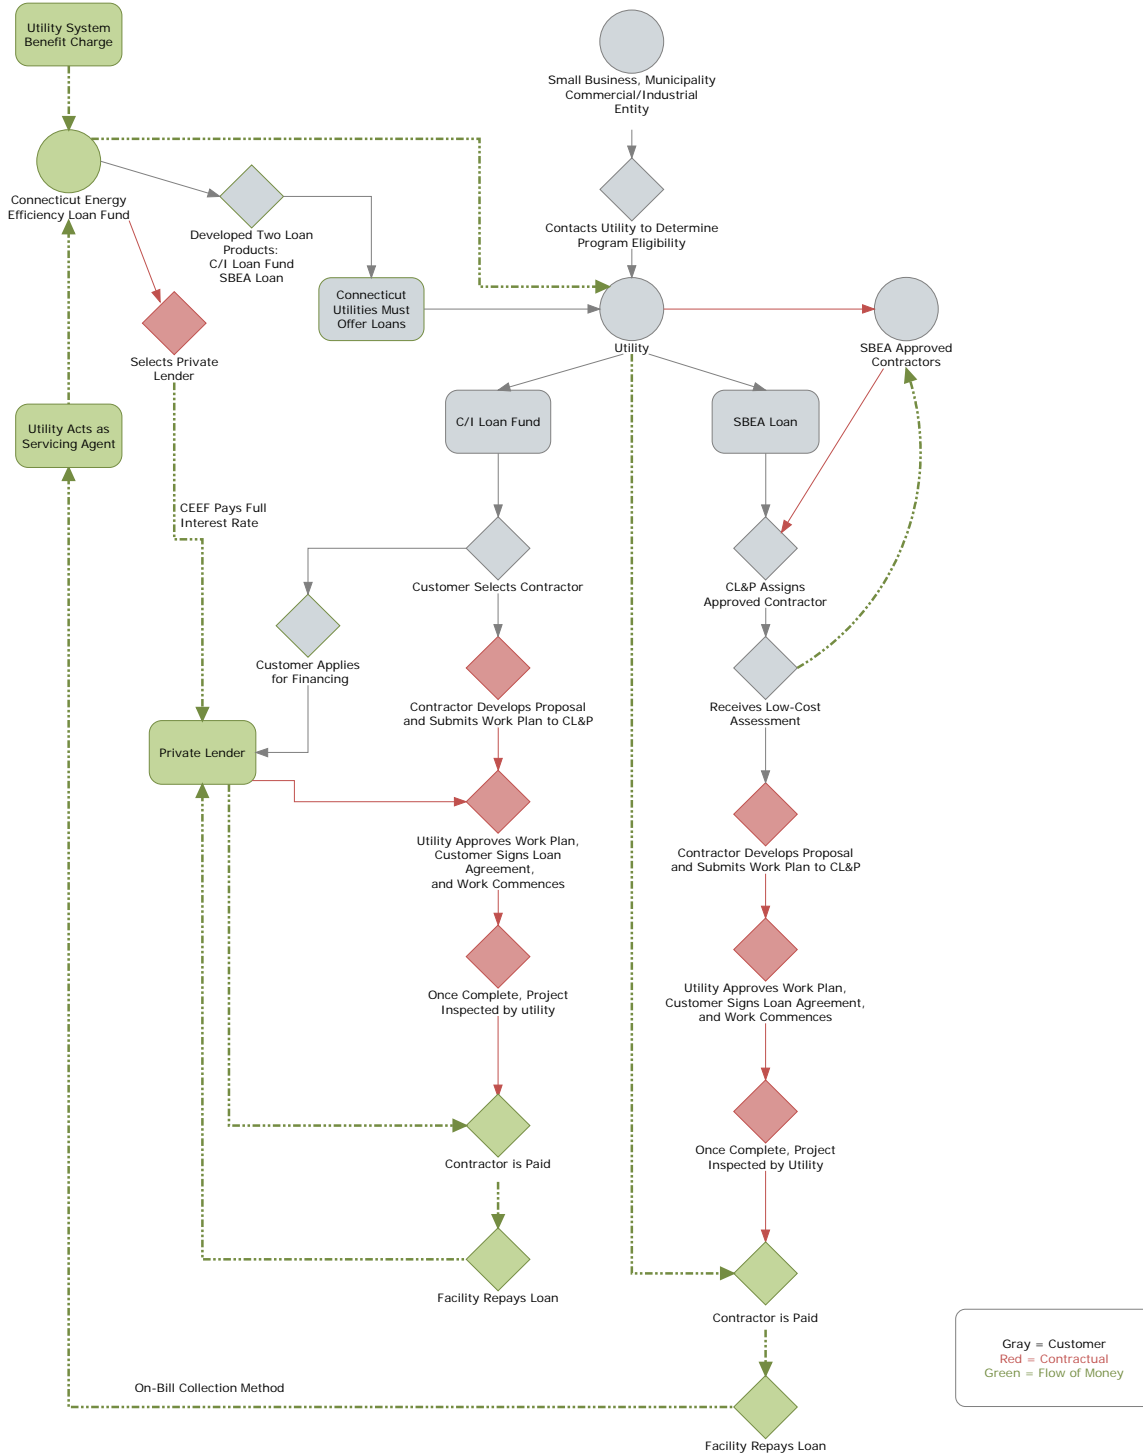 Utility System
Benefit Charge
Small Business, Municipality
Commercial/Industrial
Entity
Connecticut Energy
Efficiency Loan Fund
Developed Two Loan
Products:
C/I Loan Fund
SBEA Loan
Contacts Utility to Determine
Program Eligibility
Connecticut
Utilities Must
Offer Loans
Utility
SBEA Approved
Contractors
Selects Private
Lender
Utility Acts as
Servicing Agent
C/I Loan Fund
SBEA Loan
CEEF Pays Full
Interest Rate
Customer Selects Contractor
CL&P Assigns
Approved Contractor
Customer Applies
for Financing
Contractor Develops Proposal
and Submits Work Plan to CL&P
Receives Low-Cost
Assessment
Private Lender
Utility Approves Work Plan,
Customer Signs Loan
Agreement,
and Work Commences
Contractor Develops Proposal
and Submits Work Plan to CL&P
Once Complete, Project
Inspected by utility
Utility Approves Work Plan,
Customer Signs Loan Agreement,
and Work Commences
Contractor is Paid
Once Complete, Project
Inspected by Utility
Facility Repays Loan
Contractor is Paid
On-Bill Collection Method
Facility Repays Loan
Gray = Customer
Red = Contractual
Green = Flow of Money